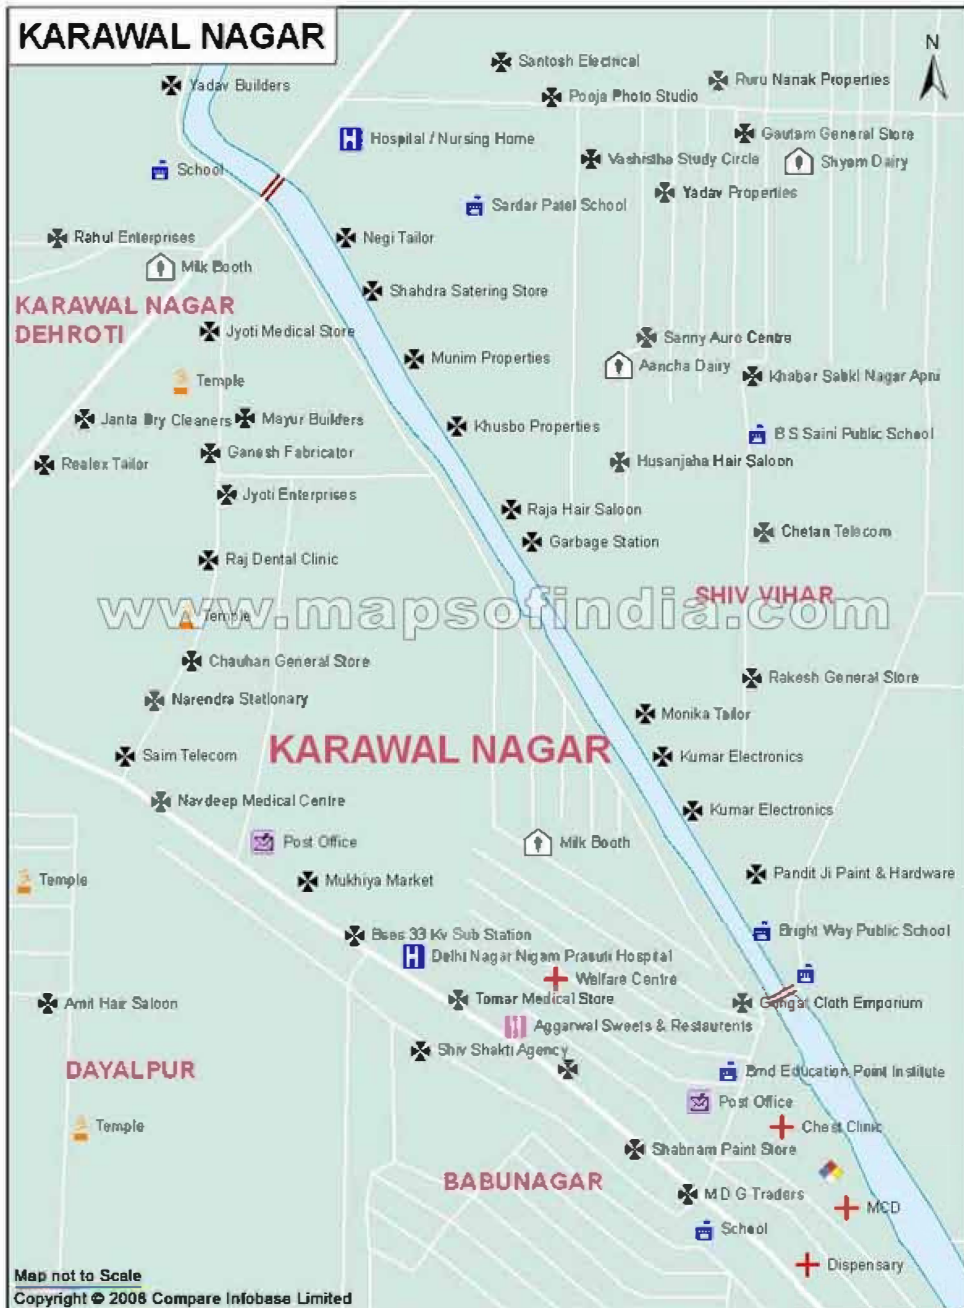 KARAWAL NAGAR
N
Santosh Electrical
Yadav Builders
Ruru Nanak Properties
Pooja Photo Studio
Hospital / Nursing Home
Gautam General Store
Vashistha Study Circle
Shyam Dairy
School
Yadav Properties
Sardar Patel School
Rahul Enterprises
Negi Tailor
Milk Booth
Shahdra Satering Store
KARAWAL NAGAR
DEHROTI
Jyoti Medical Store
Sanny Auro Centre
Munim Properties
Aancha Dairy
Temple
Khabar Sabki Nagar Apni
Janta Dry Cleaners
Mayur Builders
Khusbo Properties
B S Saini Public School
Ganesh Fabricator
Realex Tailor
Husanjaha Hair Saloon
Jyoti Enterprises
Raja Hair Saloon
Chetan Telecom
Garbage Station
Raj Dental Clinic
SHIV VIHAR
www.mapsofindia.com
Temple
Chauhan General Store
Rakesh General Store
Narendra Stationary
Monika Tailor
KARAWAL NAGAR
Saim Telecom
Kumar Electronics
Navdeep Medical Centre
Kumar Electronics
Post Office
Milk Booth
Temple
Mukhiya Market
Pandit Ji Paint & Hardware
Bses 33 Kv Sub Station
Bright Way Public School
Delhi Nagar Nigam Prasuti Hospital
Welfare Centre
Amit Hair Saloon
Tomar Medical Store
Gangat Cloth Emporium
Aggarwal Sweets & Restaurents
Shiv Shakti Agency
DAYALPUR
Bmd Education Point Institute
Post Office
Temple
Chest Clinic
Shabnam Paint Store
BABUNAGAR
M D G Traders
MCD
School
Dispensary
Map not to Scale
Copyright © 2008 Compare Infobase Limited